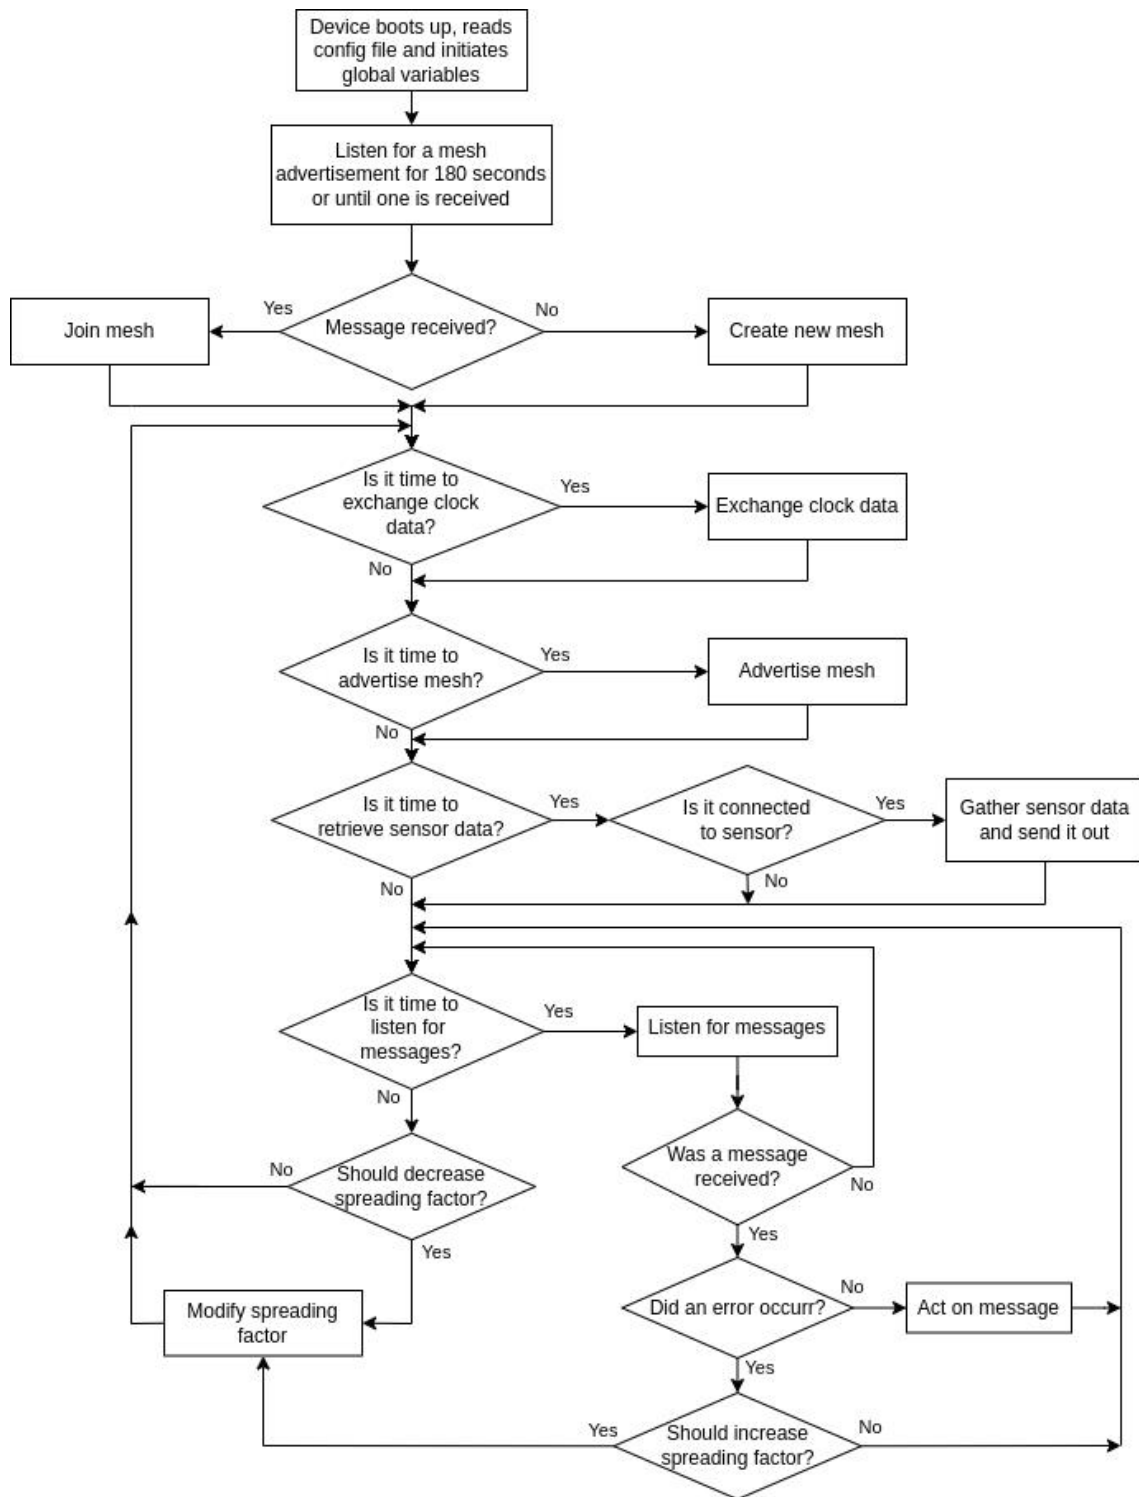 Device boots up, reads
config file and initiates
global variables
Listen for a mesh
advertisement for 180 seconds
or until one is received
Yes
No
Join mesh
Message received?
Create new mesh
Is it time to
exchange clock
data?
Yes
Exchange clock data
No
Is it time to
advertise mesh?
Yes
Advertise mesh
No
Is it time to
retrieve sensor data?
Yes
Is it connected
to sensor?
Yes
Gather sensor data
and send it out
No
No
Is it time to
listen for
messages?
Yes
Listen for messages
No
Was a message
received?
No
Should decrease
spreading factor?
No
Yes
Yes
Modify spreading
factor
Did an error occurr?
No
Act on message
Yes
Should increase
spreading factor?
Yes
No